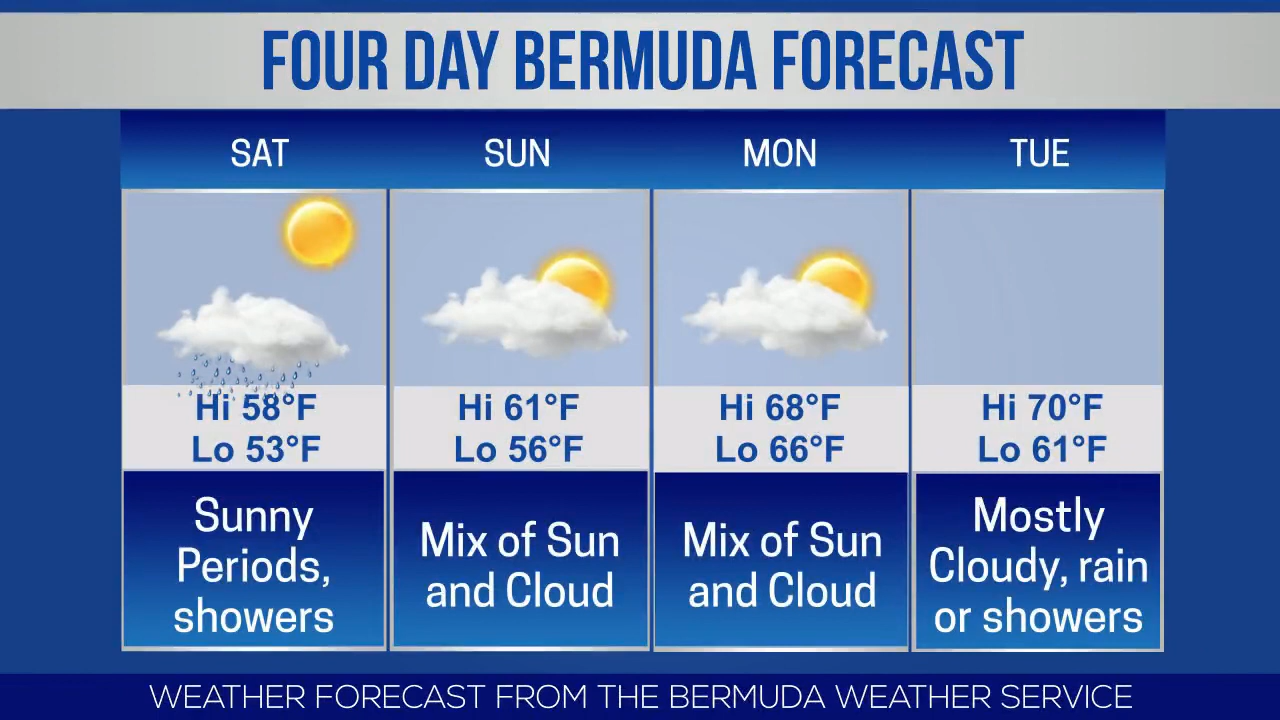 FOUR DAY BERMUDA FORECAST
SAT
SUN
MON
TUE
Hi 58°F
Lo 53°F
Hi 61°F
Lo 56°F
Hi 68°F
Lo 66°F
Hi 70°F
Lo 61°F
Sunny
Periods,
showers
Mix of Sun
and Cloud
Mix of Sun
and Cloud
Mostly
Cloudy, rain
or showers
WEATHER FORECAST FROM THE BERMUDA WEATHER SERVICE